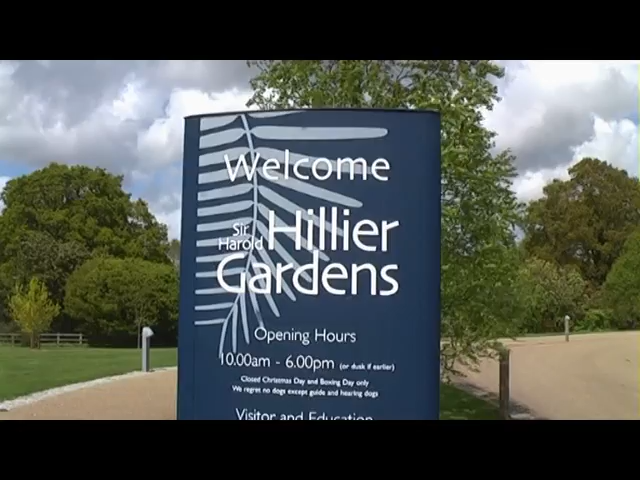 Welcome
Sir Harold Hillier
Gardens
Opening Hours
10.00am - 6.00pm (or dusk if earlier)
Closed Christmas Day and Boxing Day only
We regret no dogs except guide and hearing dogs
Visitor and Education